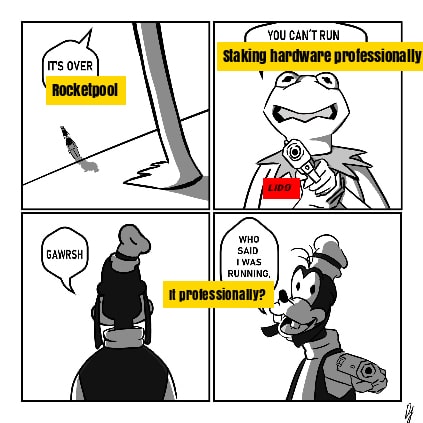 IT'S OVER
Rocketpool
YOU CAN'T RUN
Staking hardware professionally
LIDO
GAWRSH
WHO
SAID
I WAS
RUNNING,
it professionally?